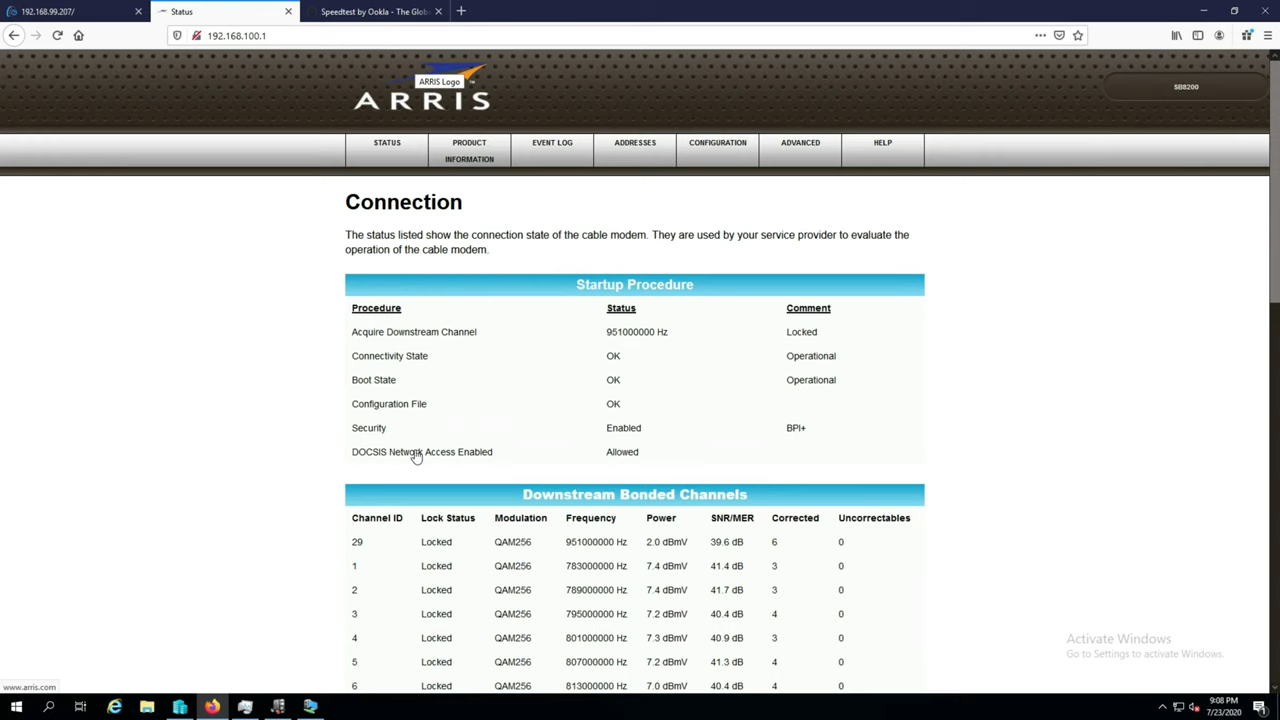 192.168.99.207/
Status
Speedtest by Ookla - The Glob
192.168.100.1
ARRIS Logo
ARRIS
SB8200
STATUS
PRODUCT
INFORMATION
EVENT LOG
ADDRESSES
CONFIGURATION
ADVANCED
HELP
Connection
The status listed show the connection state of the cable modem. They are used by your service provider to evaluate the
operation of the cable modem.
Startup Procedure
Procedure Status Comment
Acquire Downstream Channel 951000000 Hz Locked
Connectivity State OK Operational
Boot State OK Operational
Configuration File OK
Security Enabled BPI+
DOCSIS Network Access Enabled Allowed
Downstream Bonded Channels
Channel ID Lock Status Modulation Frequency Power SNR/MER Corrected Uncorrectables
29 Locked QAM256 951000000 Hz 2.0 dBmV 39.6 dB 6 0
1 Locked QAM256 783000000 Hz 7.4 dBmV 41.4 dB 3 0
2 Locked QAM256 789000000 Hz 7.4 dBmV 41.7 dB 3 0
3 Locked QAM256 795000000 Hz 7.2 dBmV 40.4 dB 4 0
4 Locked QAM256 801000000 Hz 7.3 dBmV 40.9 dB 3 0
5 Locked QAM256 807000000 Hz 7.2 dBmV 41.3 dB 4 0
6 Locked QAM256 813000000 Hz 7.0 dBmV 40.4 dB 4 0
Activate Windows
Go to Settings to activate Windows.
www.arris.com
9:08 PM
7/23/2020
1